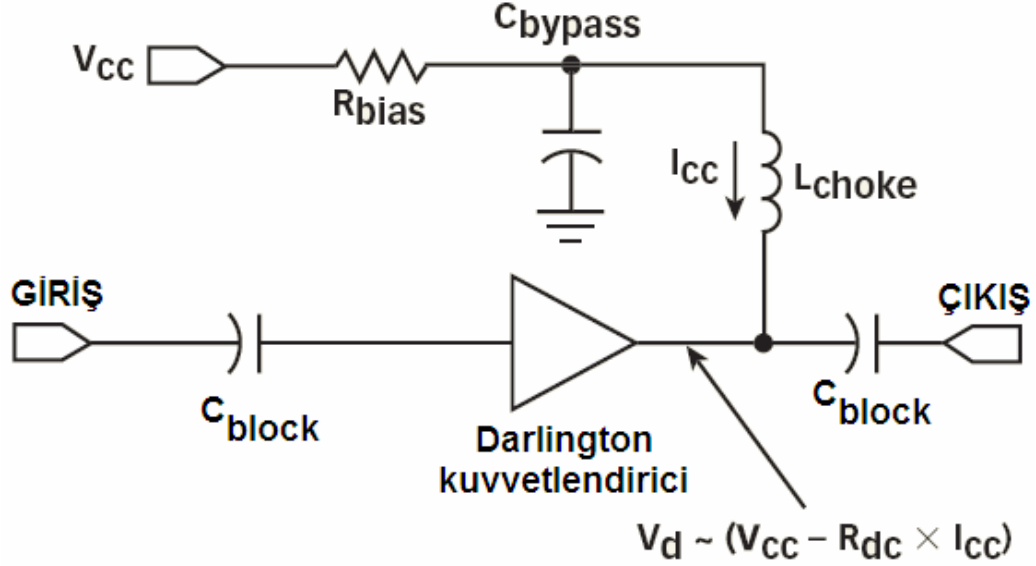 Cbypass
Vcc
Rbias
Icc
Lchoke
GİRİŞ
ÇIKIŞ
Cblock
Cblock
Darlington
kuvvetlendirici
Vd ~ (Vcc – Rdc × Icc)